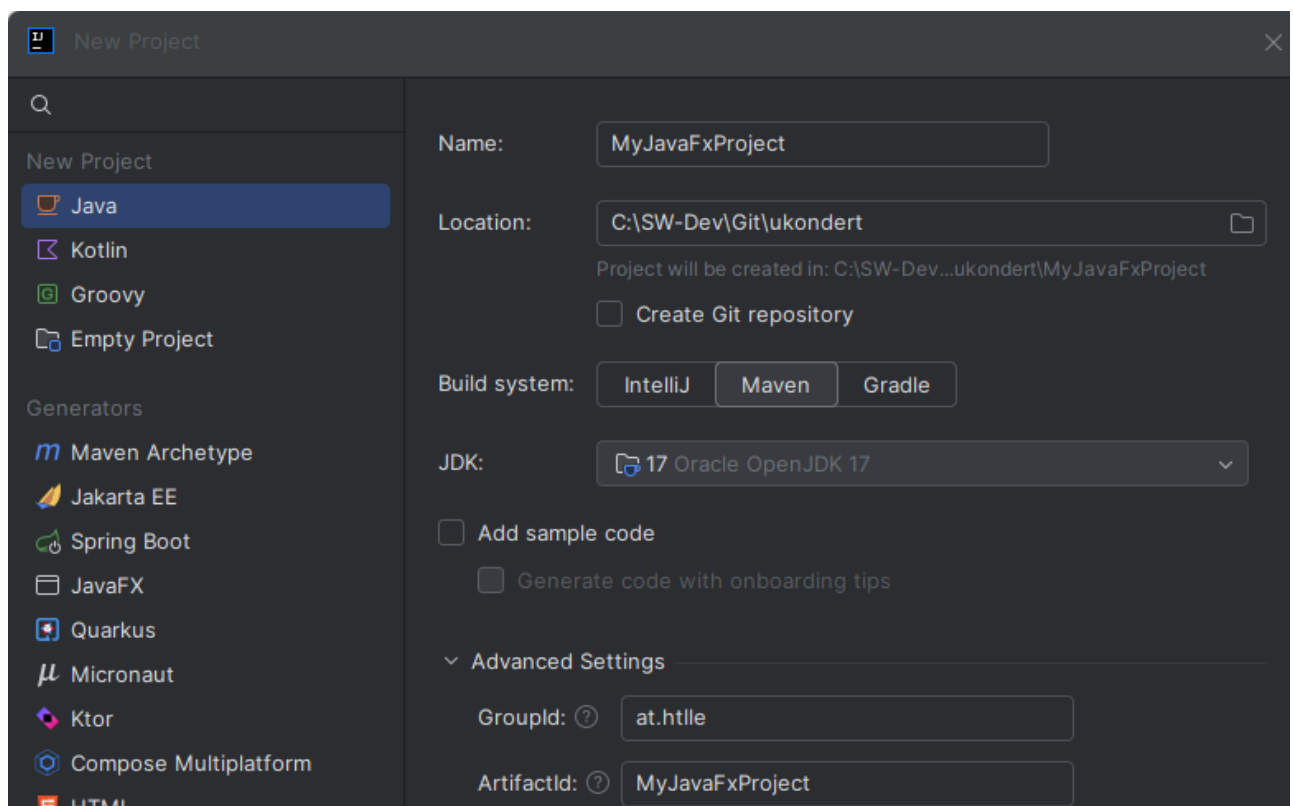 New Project
New Project
Java
Kotlin
Groovy
Empty Project
Generators
Maven Archetype
Jakarta EE
Spring Boot
JavaFX
Quarkus
Micronaut
Ktor
Compose Multiplatform
HTML
Name: MyJavaFxProject
Location: C:\SW-Dev\Git\ukondert
Project will be created in: C:\SW-Dev...ukondert\MyJavaFxProject
Create Git repository
Build system: IntelliJ Maven Gradle
JDK: 17 Oracle OpenJDK 17
Add sample code
Generate code with onboarding tips
Advanced Settings
GroupId: ? at.htlle
ArtifactId: ? MyJavaFxProject